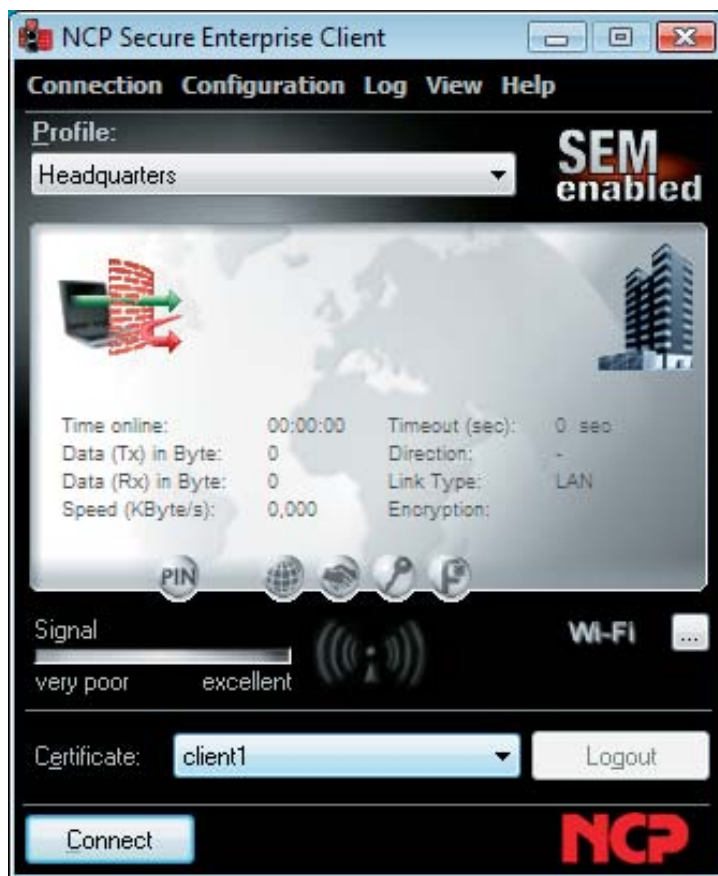 NCP Secure Enterprise Client
Connection Configuration Log View Help
Profile:
Headquarters
SEM
enabled
Time online: 00:00:00 Timeout (sec): 0 sec
Data (Tx) in Byte: 0 Direction: -
Data (Rx) in Byte: 0 Link Type: LAN
Speed (KByte/s): 0,000 Encryption:
PIN
Signal
Wi-Fi ...
very poor excellent
Certificate: client1 Logout
Connect
NCP